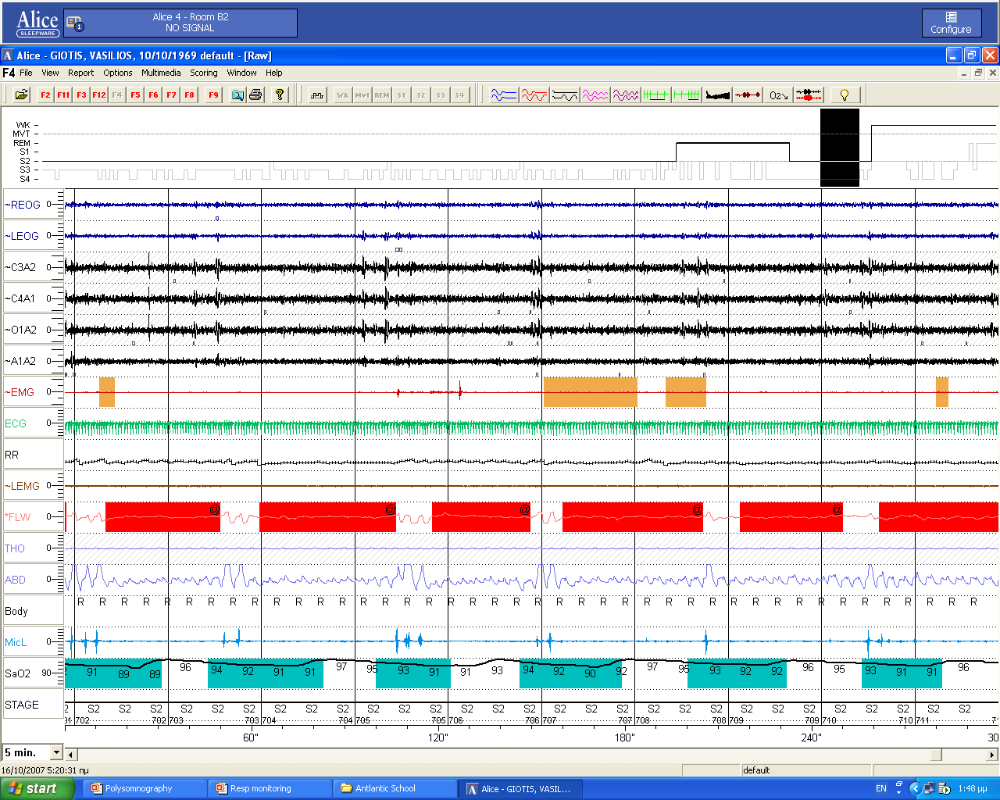 Alice
SLEEPWARE
1
Alice 4 - Room B2
NO SIGNAL
Configure
A Alice - GIOTIS, VASILIOS, 10/10/1969 default - [Raw]
F4 File View Report Options Multimedia Scoring Window Help
F2 F11 F3 F12 F4 F5 F6 F7 F8 F9 ? Wk Mvt REM S1 S2 S3 S4 O2
WK
MVT
REM
S1
S2
S3
S4
~REOG 0
~LEOG 0
~C3A2 0
~C4A1 0
~O1A2 0
~A1A2 0
~EMG 0
ECG 0
RR
~LEMG 0
*FLW 0 @ @ @ @ @
THO 0
ABD 0
Body R R R R R R R R R R R R R R R R R R R R R R R R R R R R R R R R R R R R R R R R R R
MicL 0
SaO2 90 91 89 89 96 94 92 91 91 97 95 93 91 91 93 94 92 90 92 97 95 93 92 92 96 95 93 91 91 96
STAGE S2 S2 S2 S2 S2 S2 S2 S2 S2 S2 S2 S2 S2 S2 S2 S2 S2 S2 S2 S2 S2 S2 S2 S2 S2 S2 S2 S2 S2
702 702 703 703 704 704 705 705 706 706 707 708 708 709 709 710 710 711
60" 120" 180" 240" 30
5 min.
16/10/2007 5:20:31 πμ default
start Polysomnography Resp monitoring Antlantic School Alice - GIOTIS, VASIL... EN 1:48 μμ